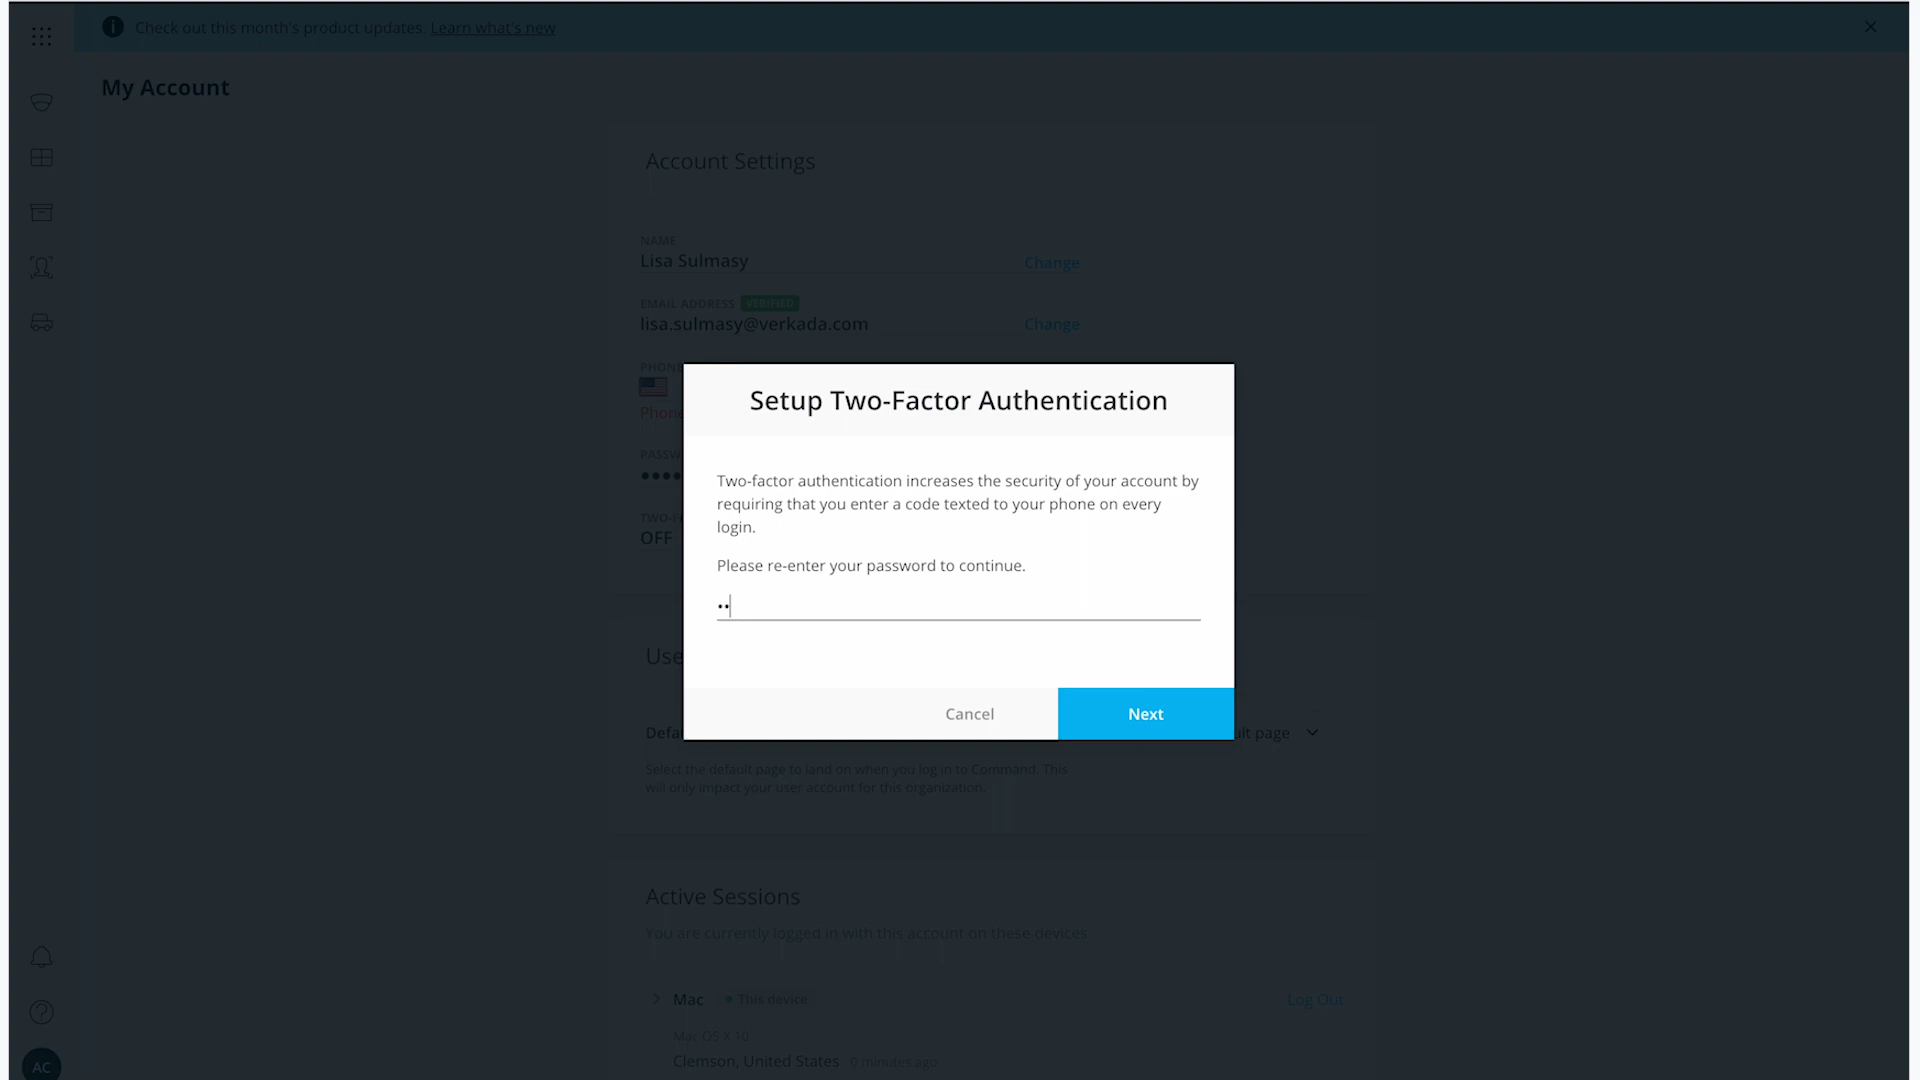 Check out this month's product updates. Learn what's new
My Account
Account Settings
NAME
Lisa Sulmasy
Change
EMAIL ADDRESS VERIFIED
lisa.sulmasy@verkada.com
Change
PHONE
Phone
PASSW
••••
TWO-FA
OFF
Setup Two-Factor Authentication
Two-factor authentication increases the security of your account by
requiring that you enter a code texted to your phone on every
login.
Please re-enter your password to continue.
••
Cancel
Next
Use
Defau
ult page
Select the default page to land on when you log in to Command. This
will only impact your user account for this organization.
Active Sessions
You are currently logged in with this account on these devices
Mac This device
Log Out
Mac OS X 10
Clemson, United States 0 minutes ago
AC